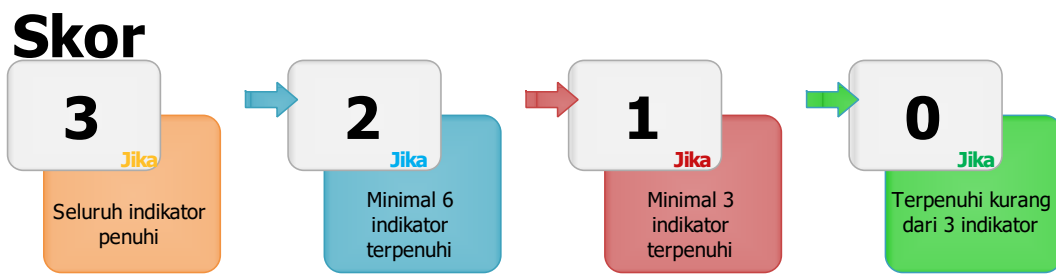 Skor
3
Jika
Seluruh indikator
penuhi
2
Jika
Minimal 6
indikator
terpenuhi
1
Jika
Minimal 3
indikator
terpenuhi
0
Jika
Terpenuhi kurang
dari 3 indikator